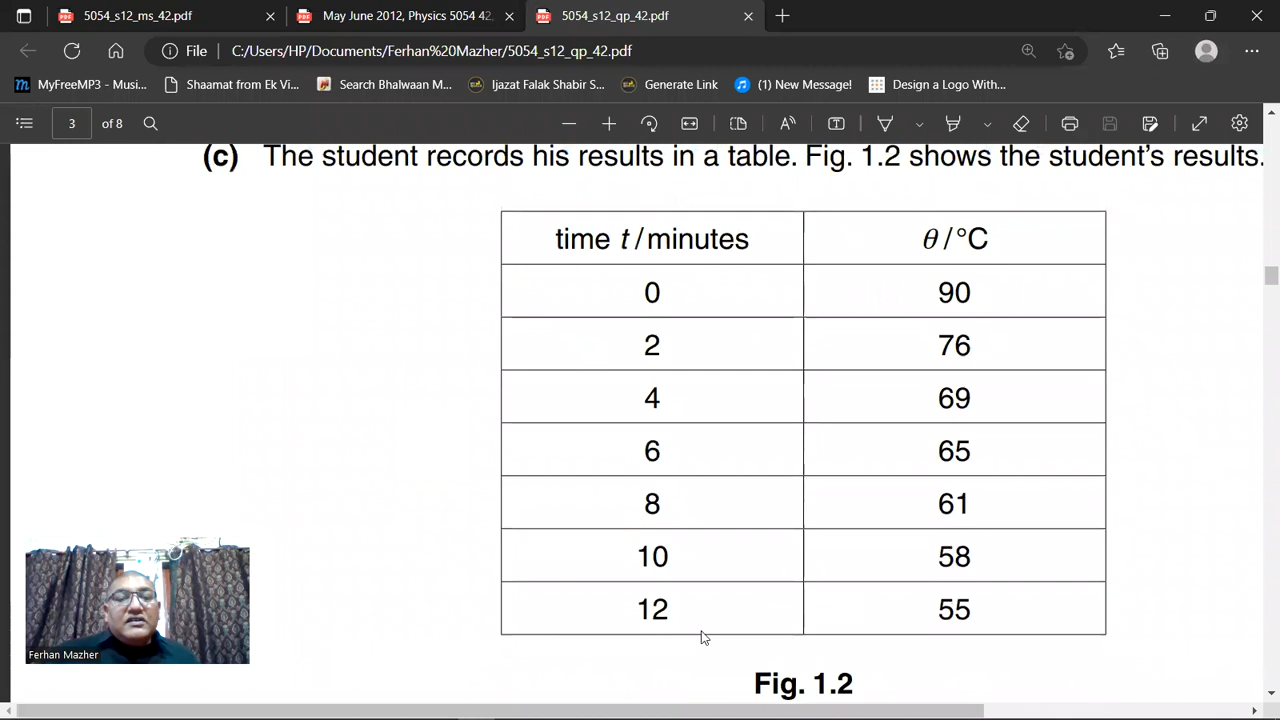 5054_s12_ms_42.pdf
May June 2012, Physics 5054 42,
5054_s12_qp_42.pdf
File
C:/Users/HP/Documents/Ferhan%20Mazher/5054_s12_qp_42.pdf
MyFreeMP3 - Musi...
Shaamat from Ek Vi...
Search Bhalwaan M...
Ijazat Falak Shabir S...
Generate Link
(1) New Message!
Design a Logo With...
3 of 8
(c) The student records his results in a table. Fig. 1.2 shows the student's results.
time t / minutes θ / °C
0 90
2 76
4 69
6 65
8 61
10 58
12 55
Fig. 1.2
Ferhan Mazher